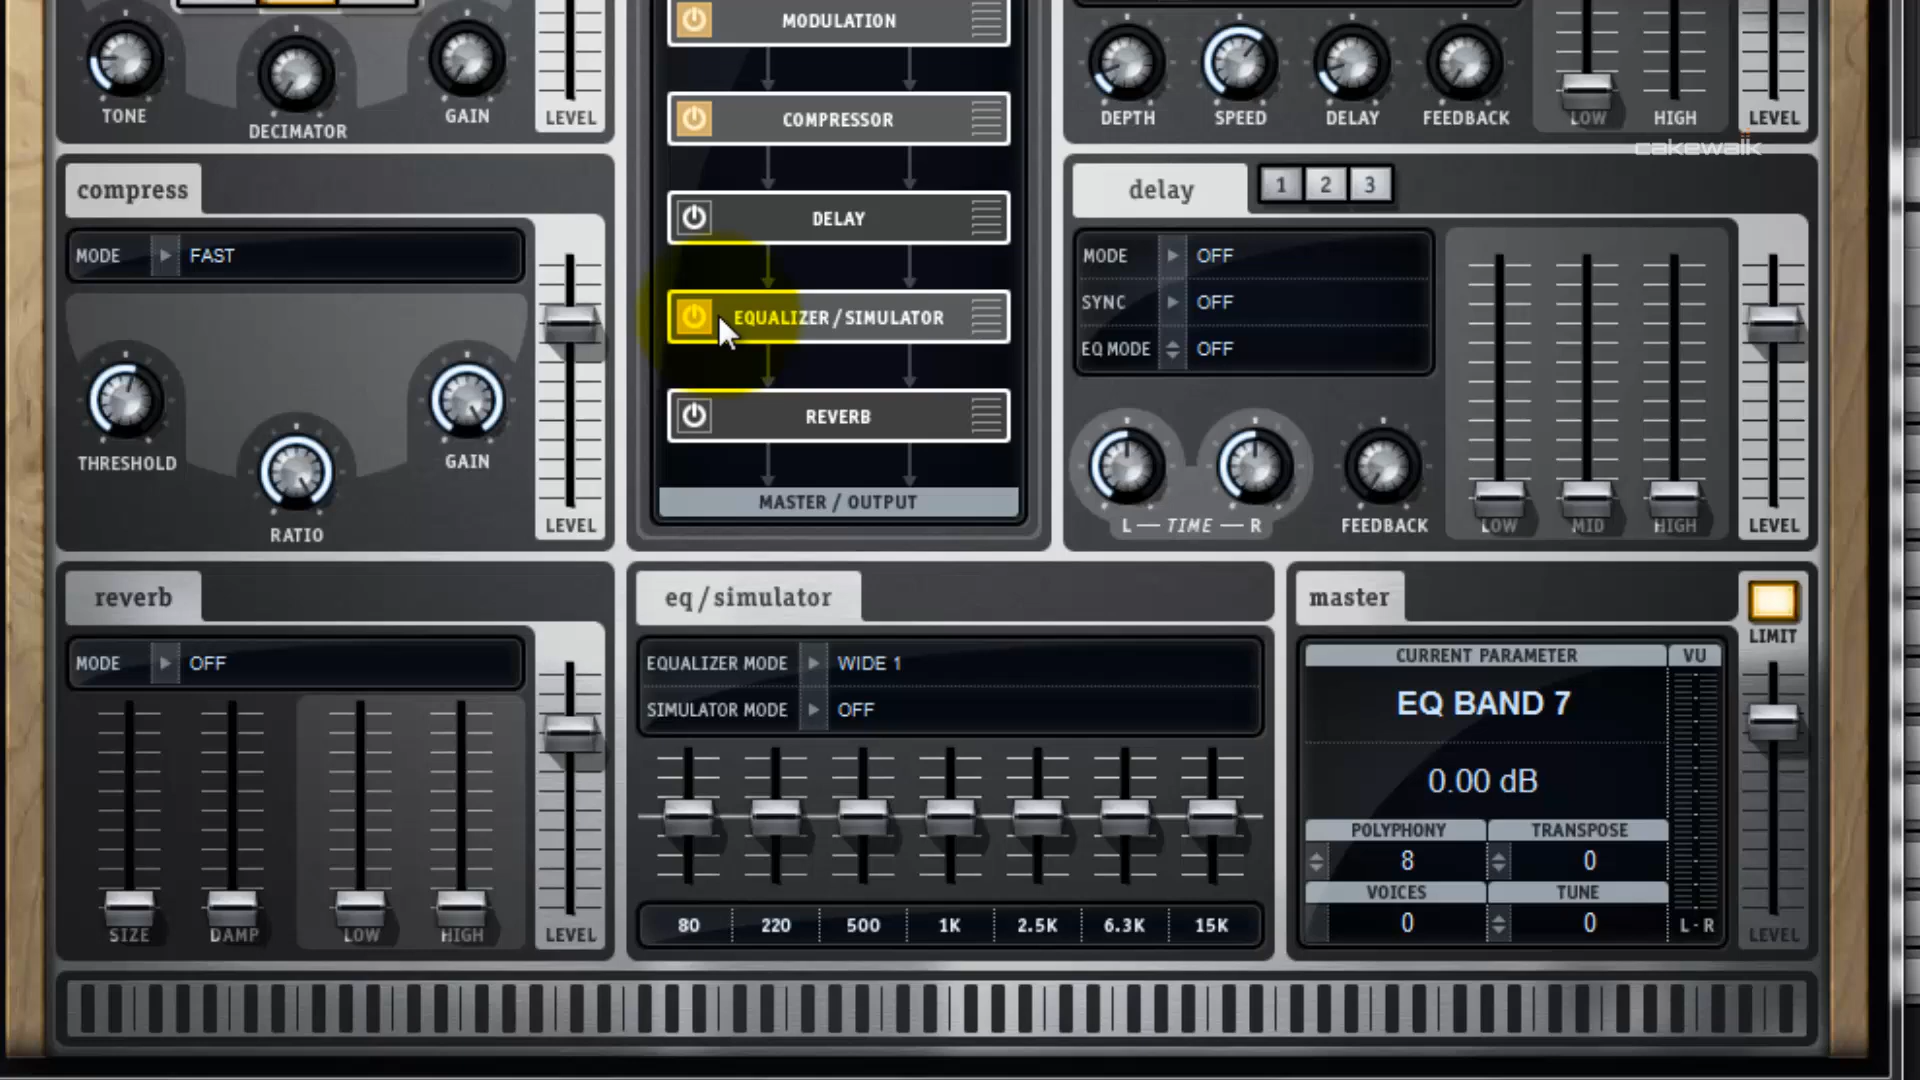 MODULATION
TONE
DECIMATOR
GAIN
LEVEL
COMPRESSOR
DEPTH
SPEED
DELAY
FEEDBACK
LOW
HIGH
LEVEL
cakewalk
compress
MODE FAST
THRESHOLD
RATIO
GAIN
LEVEL
DELAY
EQUALIZER / SIMULATOR
REVERB
MASTER / OUTPUT
delay
1 2 3
MODE OFF
SYNC OFF
EQ MODE OFF
L — TIME — R
FEEDBACK
LOW
MID
HIGH
LEVEL
reverb
MODE OFF
SIZE
DAMP
LOW
HIGH
LEVEL
eq / simulator
EQUALIZER MODE WIDE 1
SIMULATOR MODE OFF
80 220 500 1K 2.5K 6.3K 15K
master
LIMIT
CURRENT PARAMETER
VU
EQ BAND 7
0.00 dB
POLYPHONY TRANSPOSE
8 0
VOICES TUNE
0 0
L - R
LEVEL